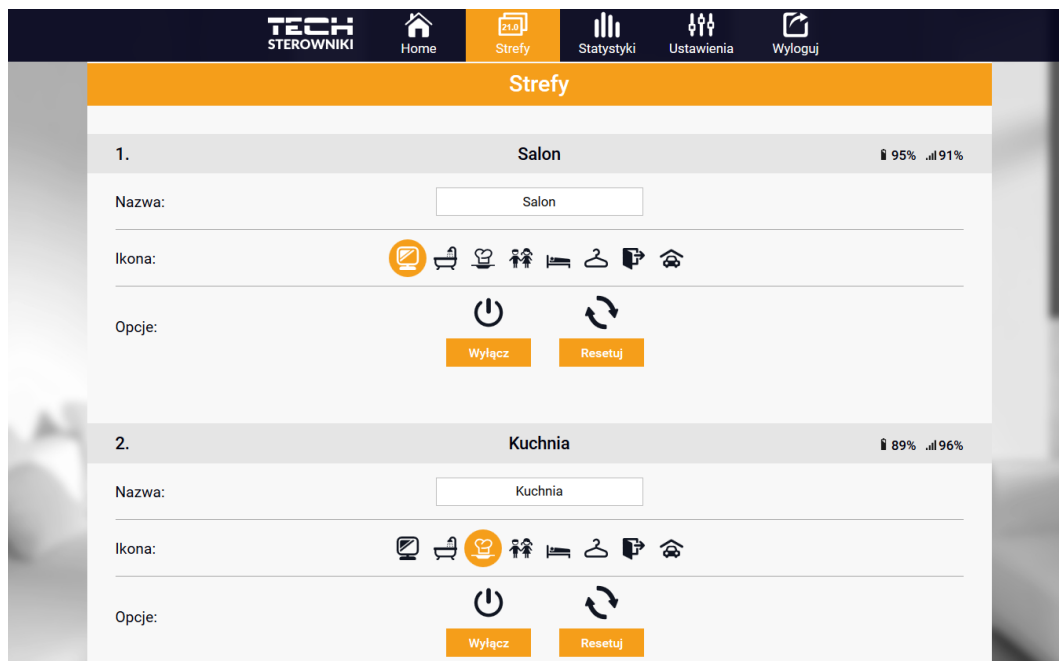 TECH
STEROWNIKI
Home
21.0
Strefy
Statystyki
Ustawienia
Wyloguj
Strefy
1. Salon 95% 91%
Nazwa: Salon
Ikona:
Opcje:
Wyłącz Resetuj
2. Kuchnia 89% 96%
Nazwa: Kuchnia
Ikona:
Opcje:
Wyłącz Resetuj